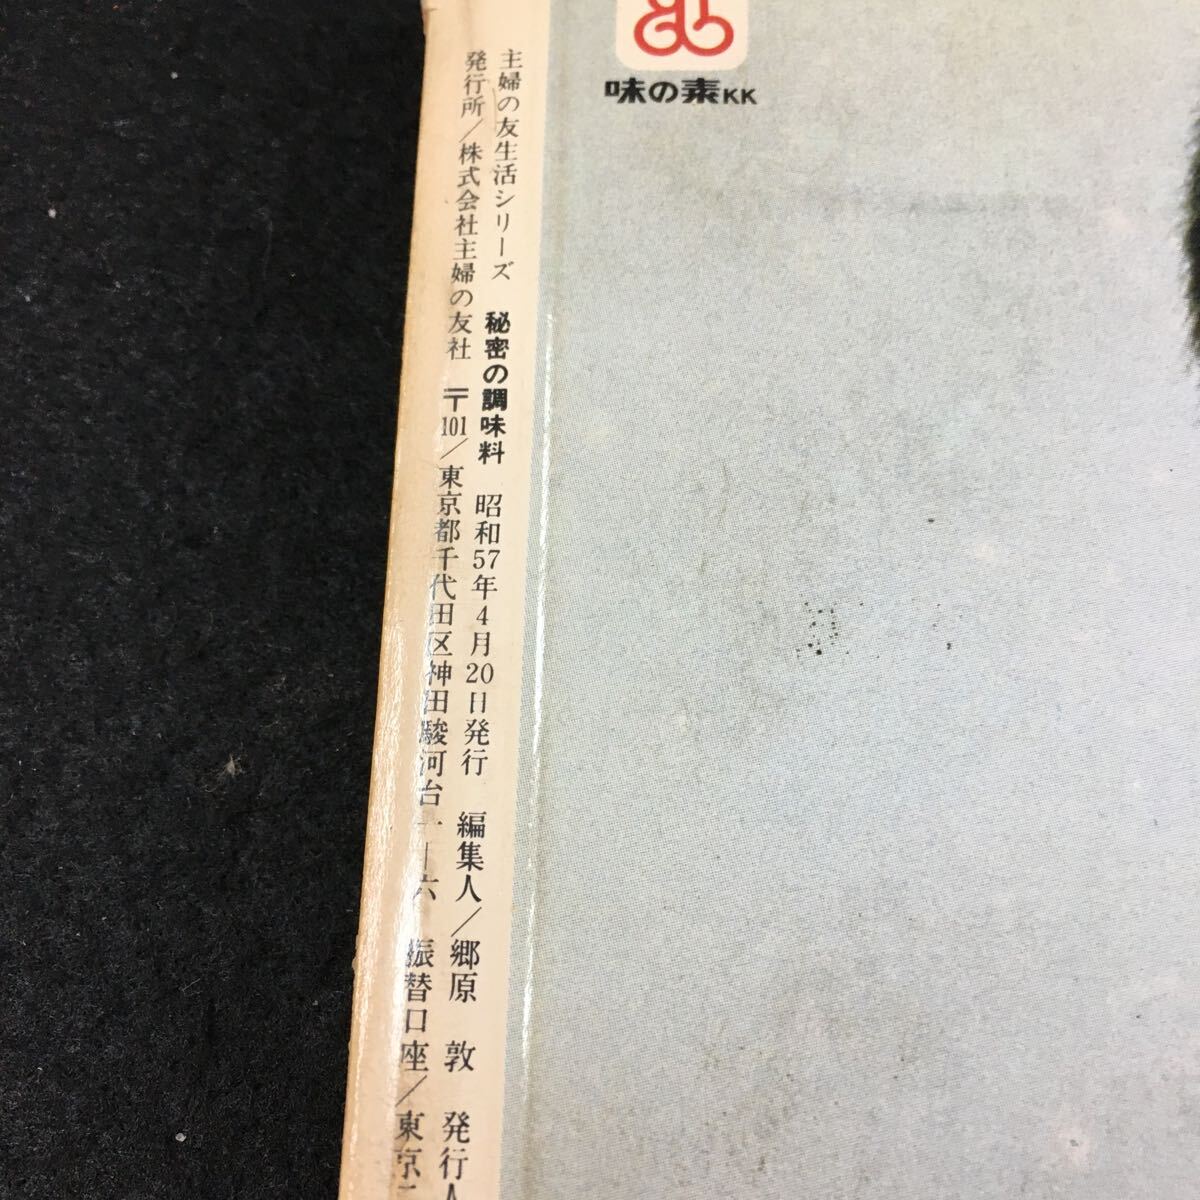 味の素KK
主婦の友生活シリーズ 秘密の調味料 昭和57年4月20日発行 編集人/郷原 敦 発行人
発行所/株式会社主婦の友社 〒101/東京都千代田区神田駿河台一十六 振替口座/東京二